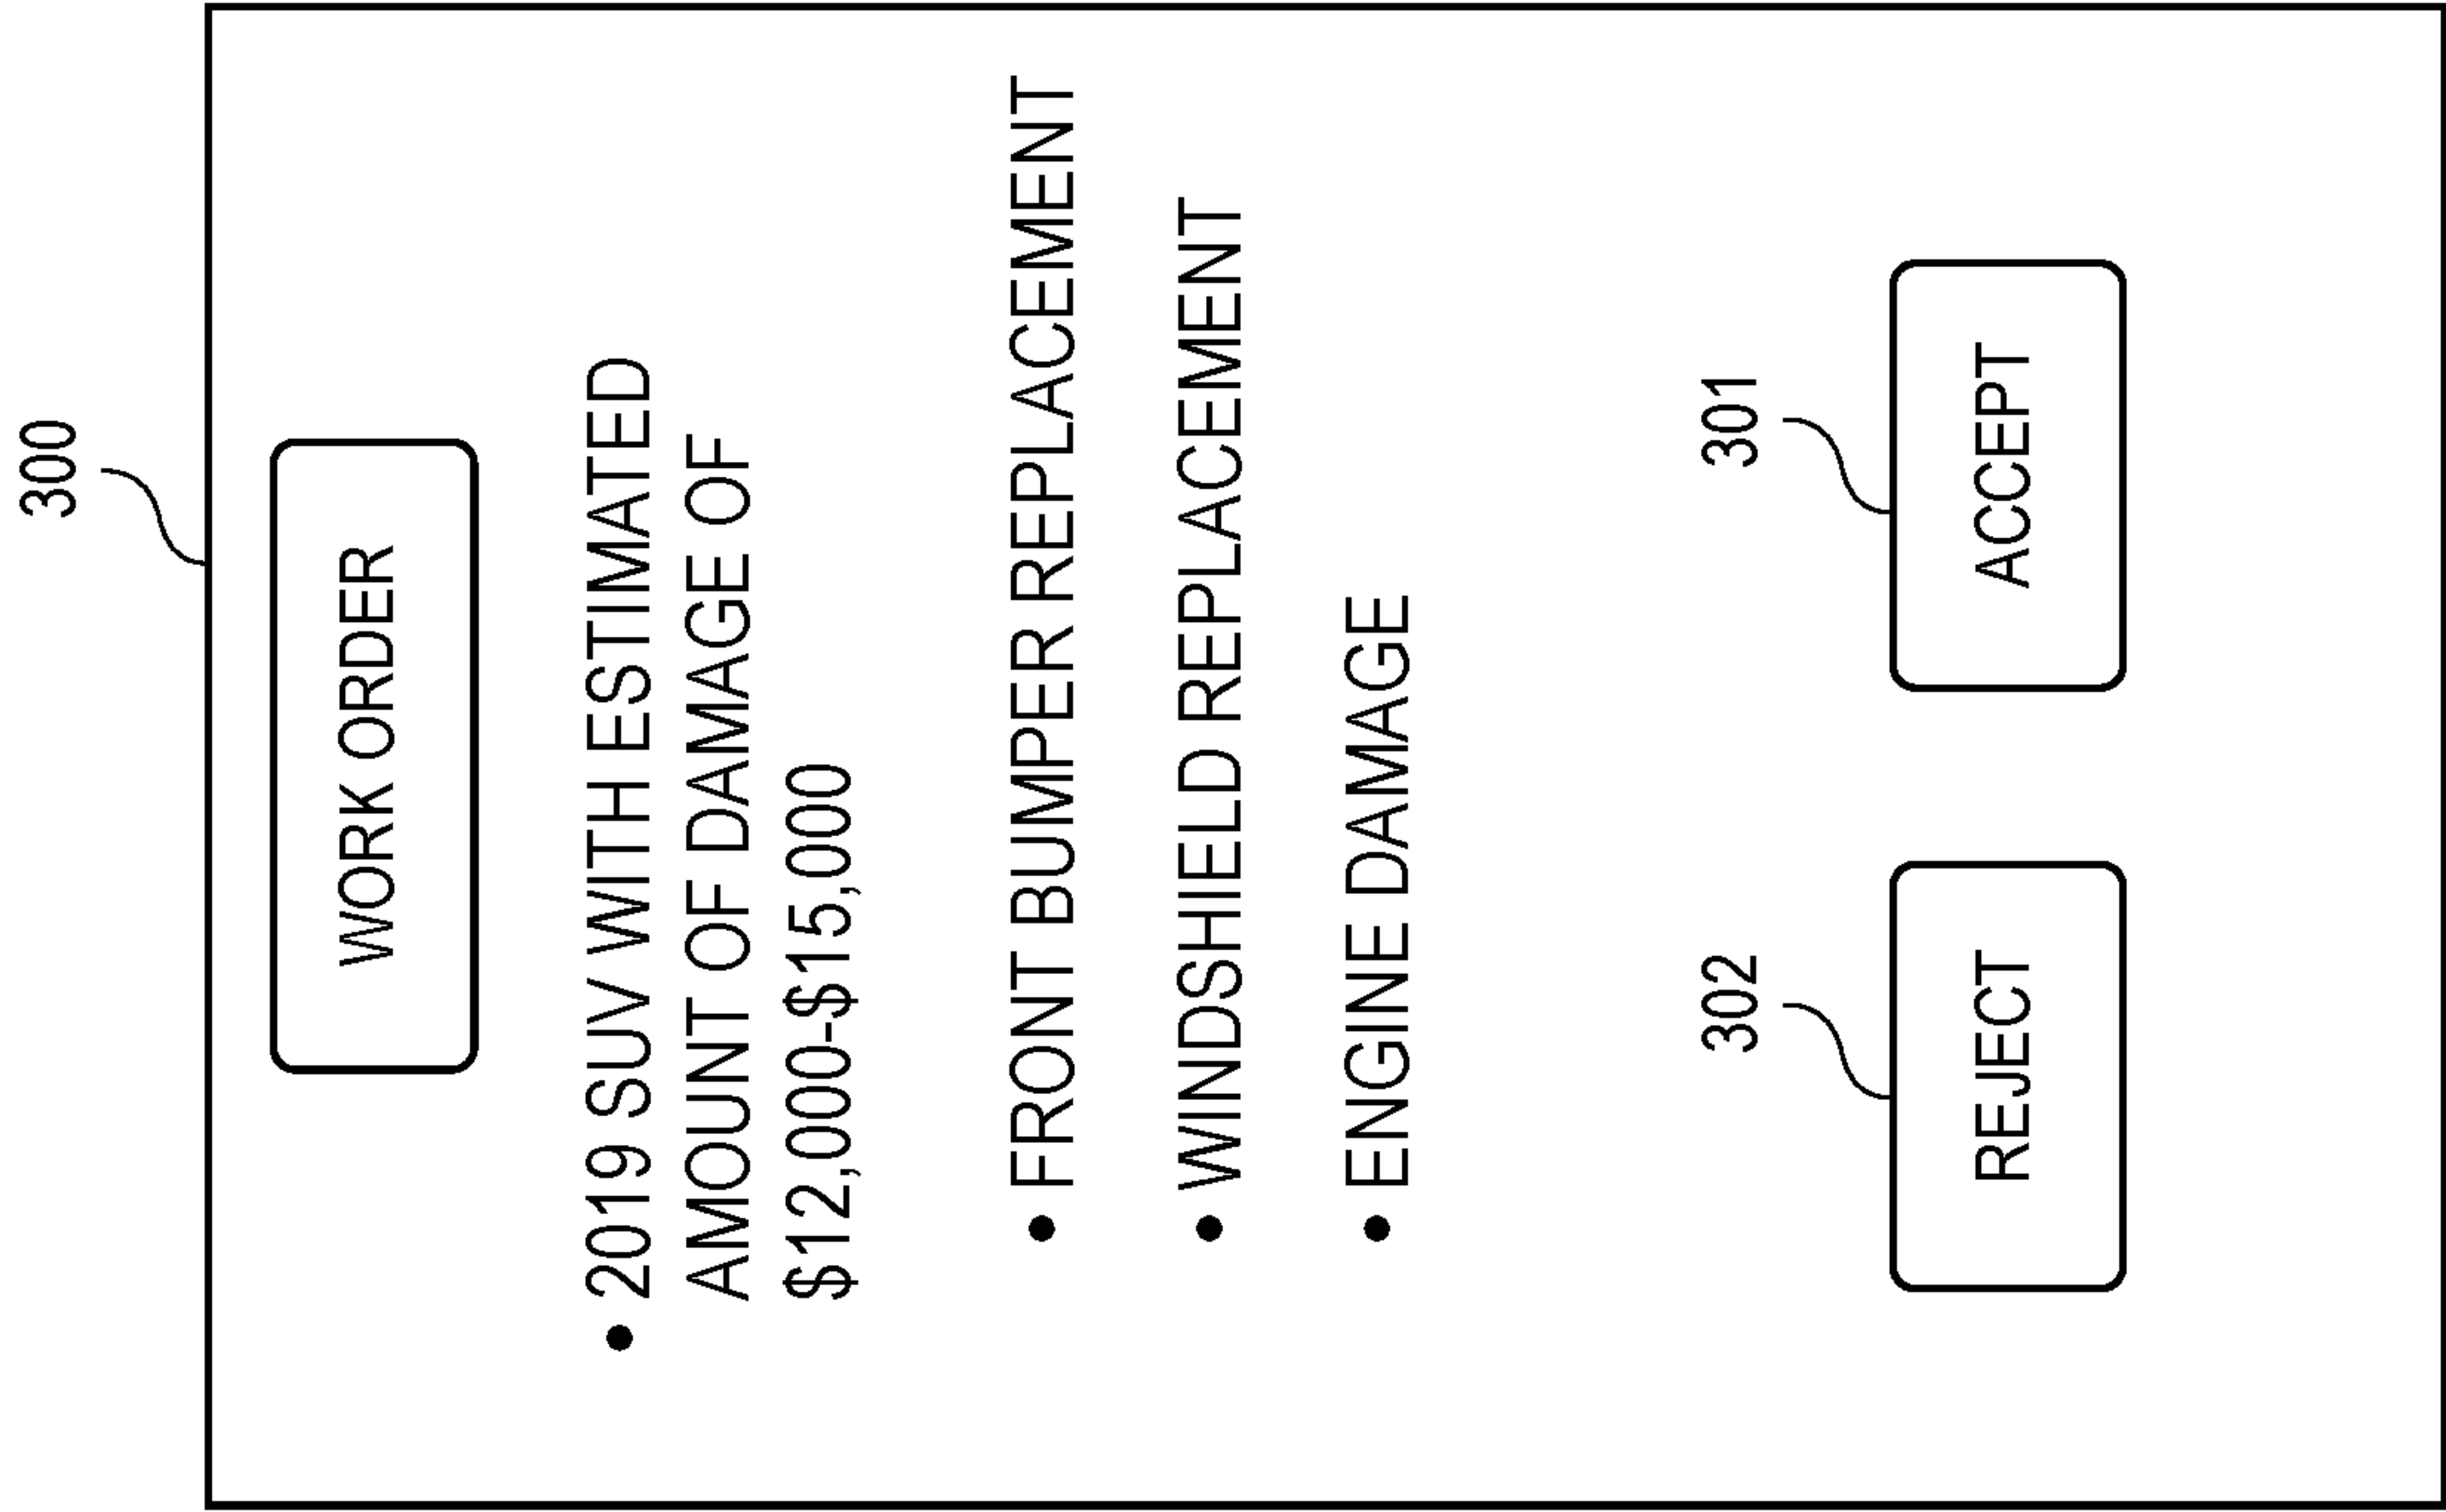 300
WORK ORDER
• 2019 SUV WITH ESTIMATED
AMOUNT OF DAMAGE OF
$12,000-$15,000
• FRONT BUMPER REPLACEMENT
• WINDSHIELD REPLACEMENT
• ENGINE DAMAGE
302
301
REJECT
ACCEPT